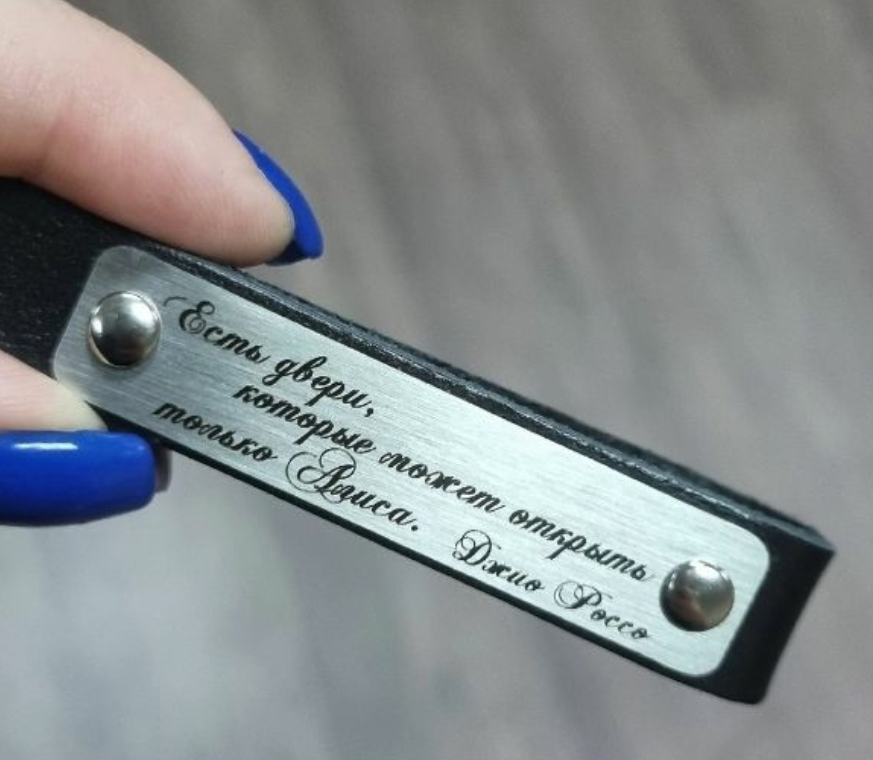 Есть двери,
которые может открыть
только Алиса.
Джио Россо